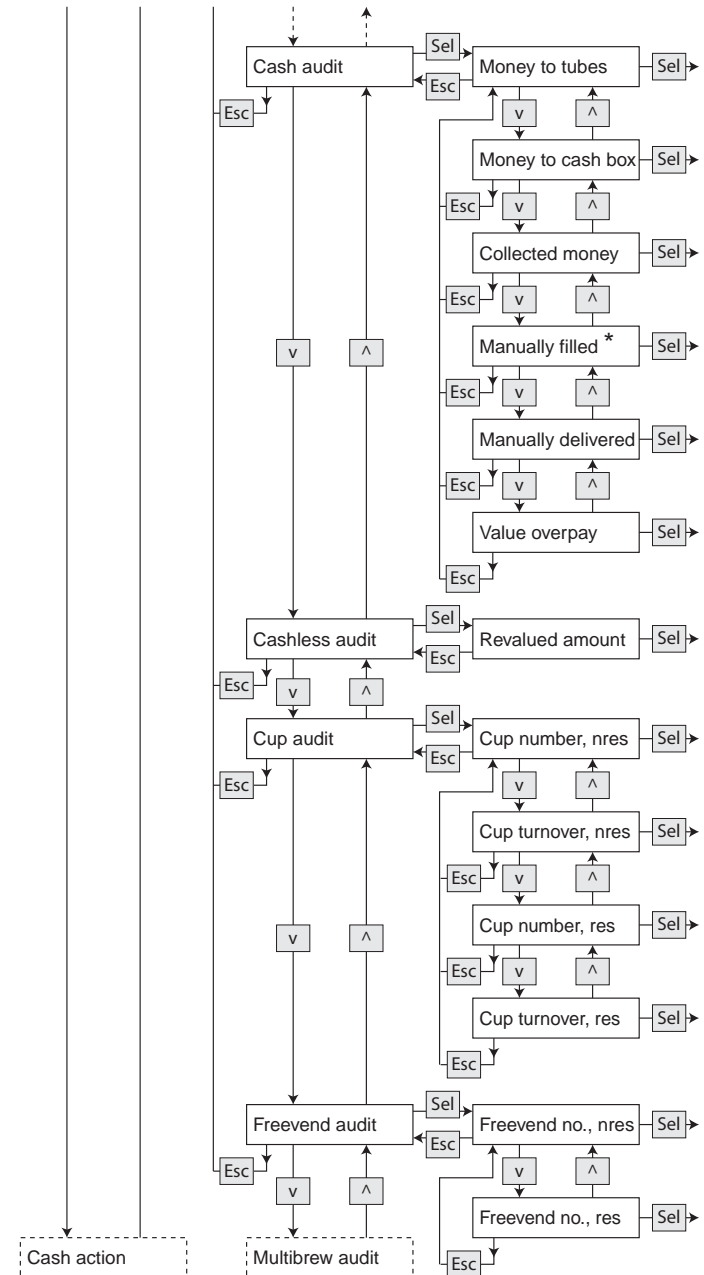 Cash audit
Sel
Esc
Money to tubes
Sel
Esc
v
^
Money to cash box
Sel
Esc
v
^
Collected money
Sel
Esc
v
^
v
^
Manually filled *
Sel
Esc
v
^
Manually delivered
Sel
Esc
v
^
Value overpay
Sel
Esc
Cashless audit
Sel
Esc
Revalued amount
Sel
Esc
v
^
Cup audit
Sel
Esc
Cup number, nres
Sel
Esc
v
^
Cup turnover, nres
Sel
Esc
v
^
Cup number, res
Sel
v
^
Esc
v
^
Cup turnover, res
Sel
Esc
Freevend audit
Sel
Esc
Freevend no., nres
Sel
Esc
v
^
v
^
Freevend no., res
Sel
Cash action
Multibrew audit
Esc